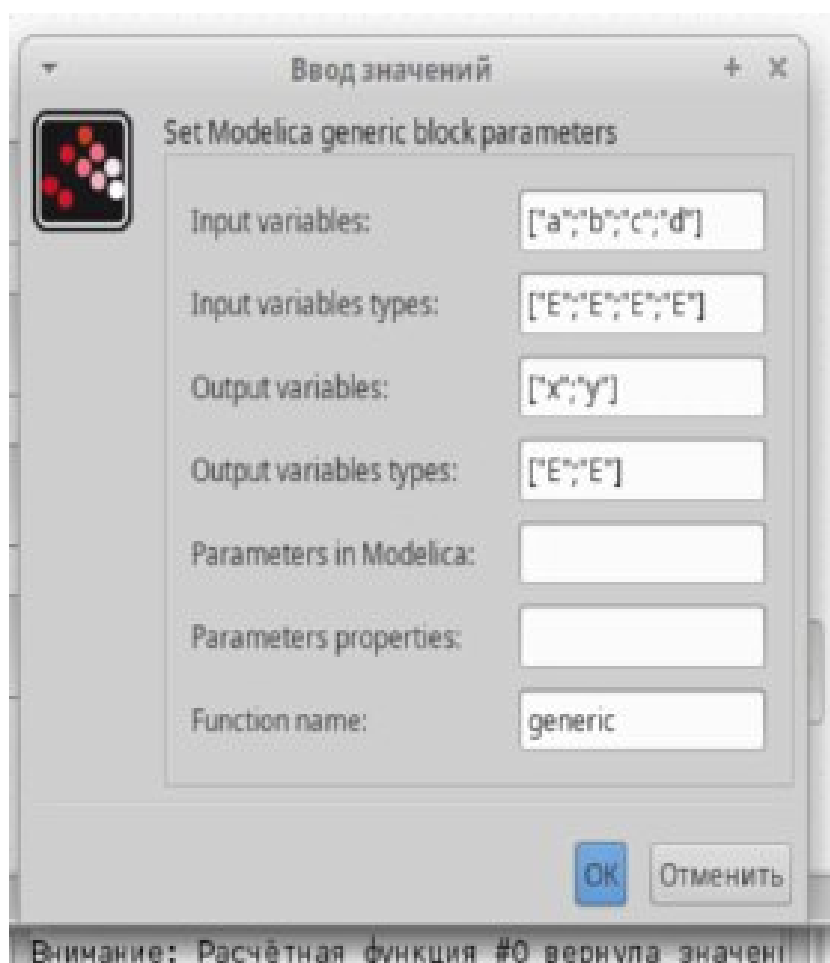 Ввод значений
Set Modelica generic block parameters
Input variables: ["a";"b";"c";"d"]
Input variables types: ["E";"E";"E";"E"]
Output variables: ["x";"y"]
Output variables types: ["E";"E"]
Parameters in Modelica:
Parameters properties:
Function name: generic
OK Отменить
Внимание: Расчётная функция #0 вернула значени